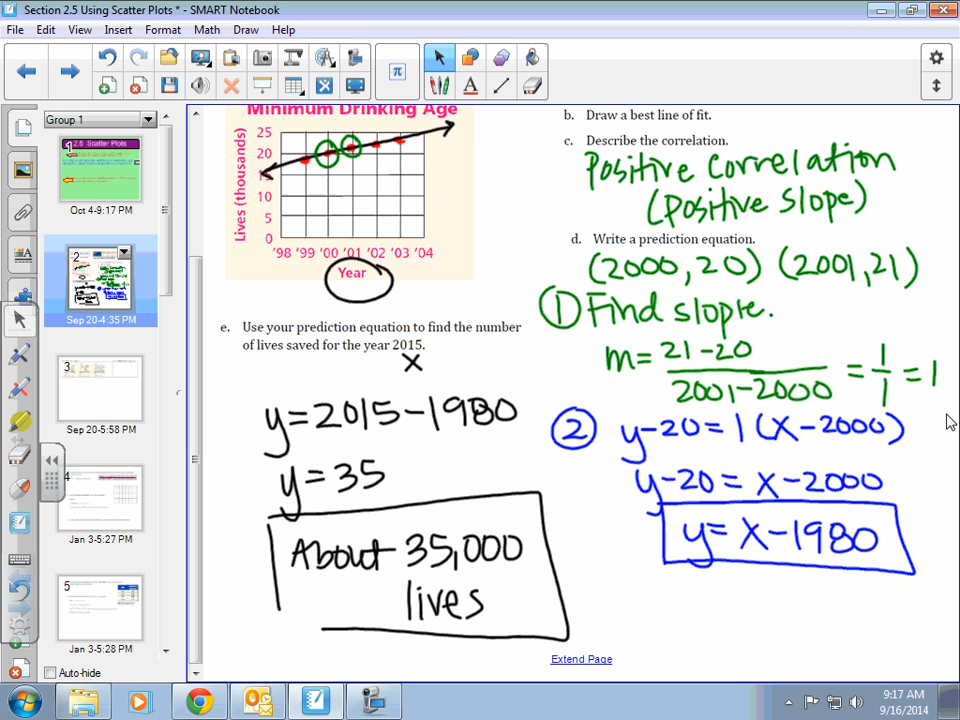 Section 2.5 Using Scatter Plots * - SMART Notebook
File Edit View Insert Format Math Draw Help
π
Group 1
2.5 Scatter Plots
Oct 4-9:17 PM
2
Sep 20-4:35 PM
3
Sep 20-5:58 PM
4
Jan 3-5:27 PM
5
Jan 3-5:28 PM
Auto-hide
Minimum Drinking Age
Lives (thousands)
25
20
15
10
5
0
'98 '99 '00 '01 '02 '03 '04
Year
e. Use your prediction equation to find the number
of lives saved for the year 2015.
x
y=2015-1980
y=35
About 35,000
lives
b. Draw a best line of fit.
c. Describe the correlation.
Positive Correlation
(Positive Slope)
d. Write a prediction equation.
(2000,20) (2001,21)
① Find slople.
m= 21-20
2001-2000
= 1/1 = 1
② y-20=1(x-2000)
y-20=x-2000
y=x-1980
Extend Page
9:17 AM
9/16/2014